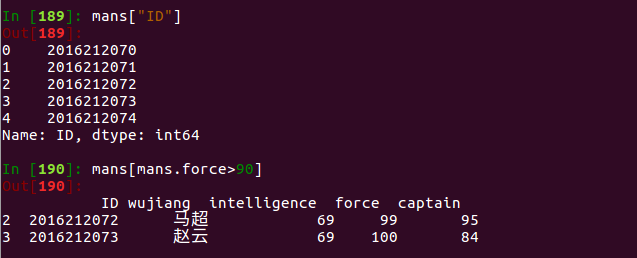 In [189]: mans["ID"]
Out[189]:
0    2016212070
1    2016212071
2    2016212072
3    2016212073
4    2016212074
Name: ID, dtype: int64
In [190]: mans[mans.force>90]
Out[190]:
ID wujiang  intelligence  force  captain
2  2016212072      马超            69     99       95
3  2016212073      赵云            69    100       84